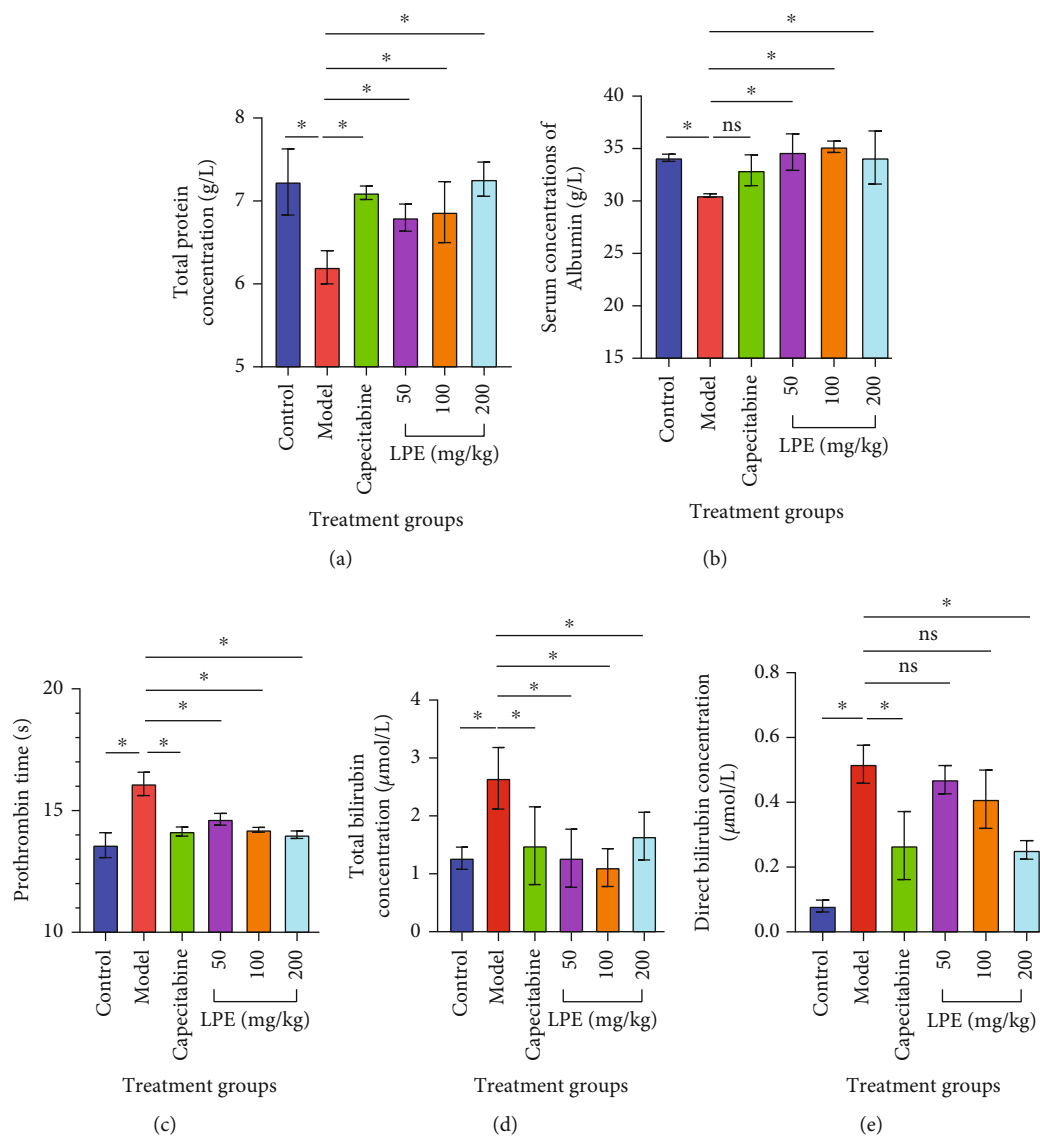 *
*
*
*
*
Total protein
concentration (g/L)
8
7
6
5
Control
Model
Capecitabine
50
100
200
LPE (mg/kg)
Treatment groups
(a)
*
*
*
*
ns
Serum concentrations of
Albumin (g/L)
40
35
30
25
20
15
Control
Model
Capecitabine
50
100
200
LPE (mg/kg)
Treatment groups
(b)
*
*
*
*
*
Prothrombin time (s)
20
18
16
14
12
10
Control
Model
Capecitabine
50
100
200
LPE (mg/kg)
Treatment groups
(c)
*
*
*
*
*
Total bilirubin
concentration (μmol/L)
4
3
2
1
0
Control
Model
Capecitabine
50
100
200
LPE (mg/kg)
Treatment groups
(d)
*
ns
ns
*
*
Direct bilirubin concentration
(μmol/L)
0.8
0.6
0.4
0.2
0.0
Control
Model
Capecitabine
50
100
200
LPE (mg/kg)
Treatment groups
(e)